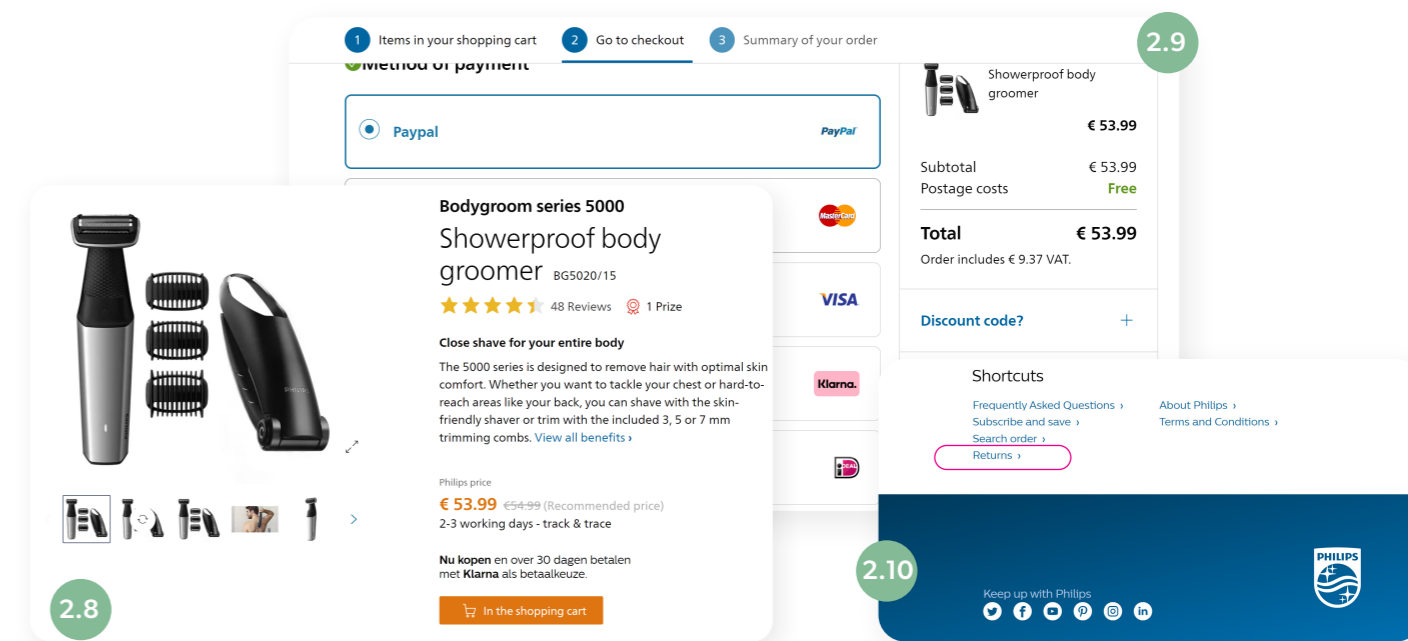 1 Items in your shopping cart 2 Go to checkout 3 Summary of your order
2.9
Method of payment
Paypal
PayPal
MasterCard
VISA
Klarna.
iDEAL
Showerproof body
groomer
€ 53.99
Subtotal € 53.99
Postage costs Free
Total € 53.99
Order includes € 9.37 VAT.
Discount code? +
Bodygroom series 5000
Showerproof body
groomer BG5020/15
48 Reviews 1 Prize
Close shave for your entire body
The 5000 series is designed to remove hair with optimal skin
comfort. Whether you want to tackle your chest or hard-to-
reach areas like your back, you can shave with the skin-
friendly shaver or trim with the included 3, 5 or 7 mm
trimming combs. View all benefits ›
Philips price
€ 53.99 €54.99 (Recommended price)
2-3 working days - track & trace
Nu kopen en over 30 dagen betalen
met Klarna als betaalkeuze.
In the shopping cart
2.8
Shortcuts
Frequently Asked Questions ›
Subscribe and save ›
Search order ›
Returns ›
About Philips ›
Terms and Conditions ›
2.10
Keep up with Philips
PHILIPS